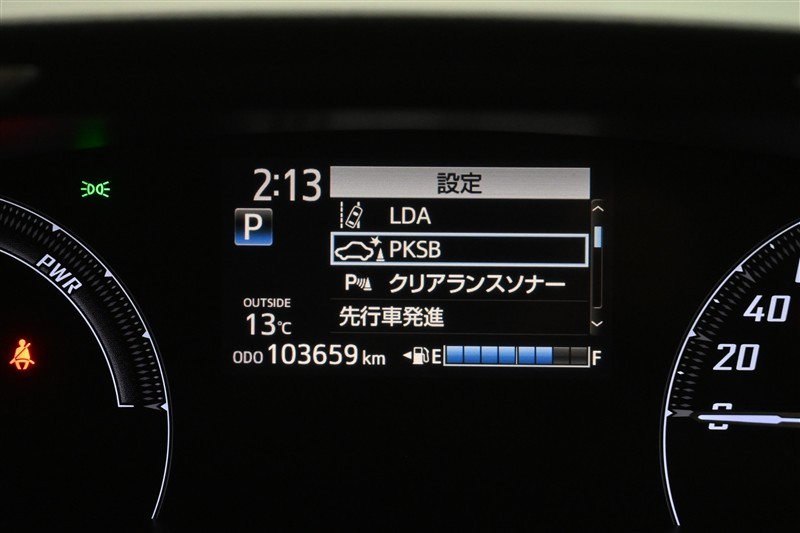 2:13
設定
LDA
P
PKSB
P クリアランスソナー
先行車発進
OUTSIDE
13℃
ODO 103659 km
E F
PWR
40
20
0